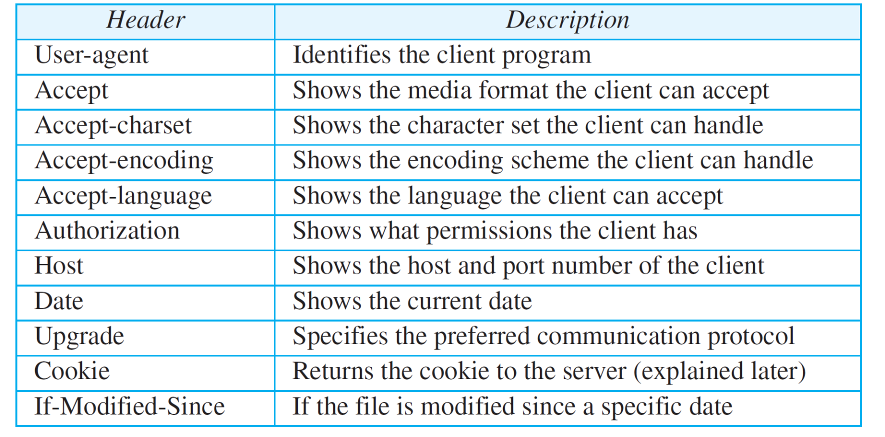 Header Description
User-agent Identifies the client program
Accept Shows the media format the client can accept
Accept-charset Shows the character set the client can handle
Accept-encoding Shows the encoding scheme the client can handle
Accept-language Shows the language the client can accept
Authorization Shows what permissions the client has
Host Shows the host and port number of the client
Date Shows the current date
Upgrade Specifies the preferred communication protocol
Cookie Returns the cookie to the server (explained later)
If-Modified-Since If the file is modified since a specific date